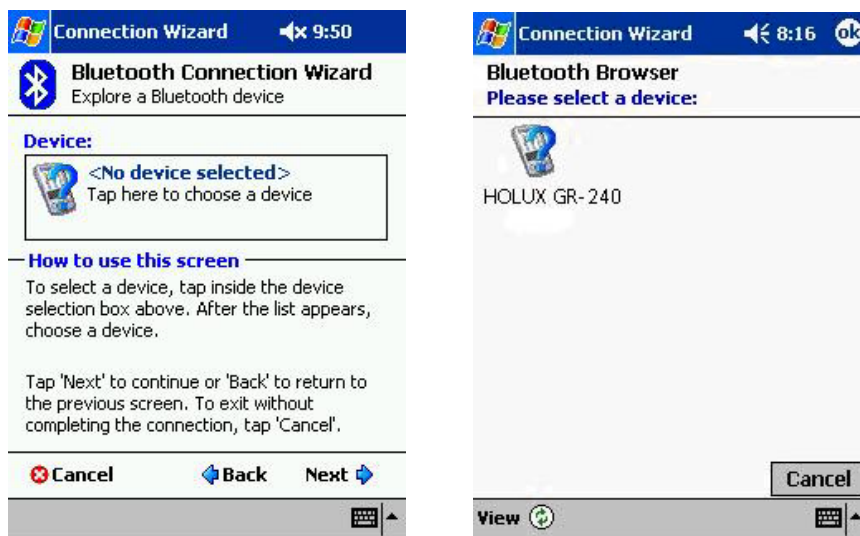 Connection Wizard 9:50
Bluetooth Connection Wizard
Explore a Bluetooth device
Device:
<No device selected>
Tap here to choose a device
How to use this screen
To select a device, tap inside the device
selection box above. After the list appears,
choose a device.
Tap 'Next' to continue or 'Back' to return to
the previous screen. To exit without
completing the connection, tap 'Cancel'.
Cancel Back Next
Connection Wizard 8:16 ok
Bluetooth Browser
Please select a device:
HOLUX GR-240
Cancel
View